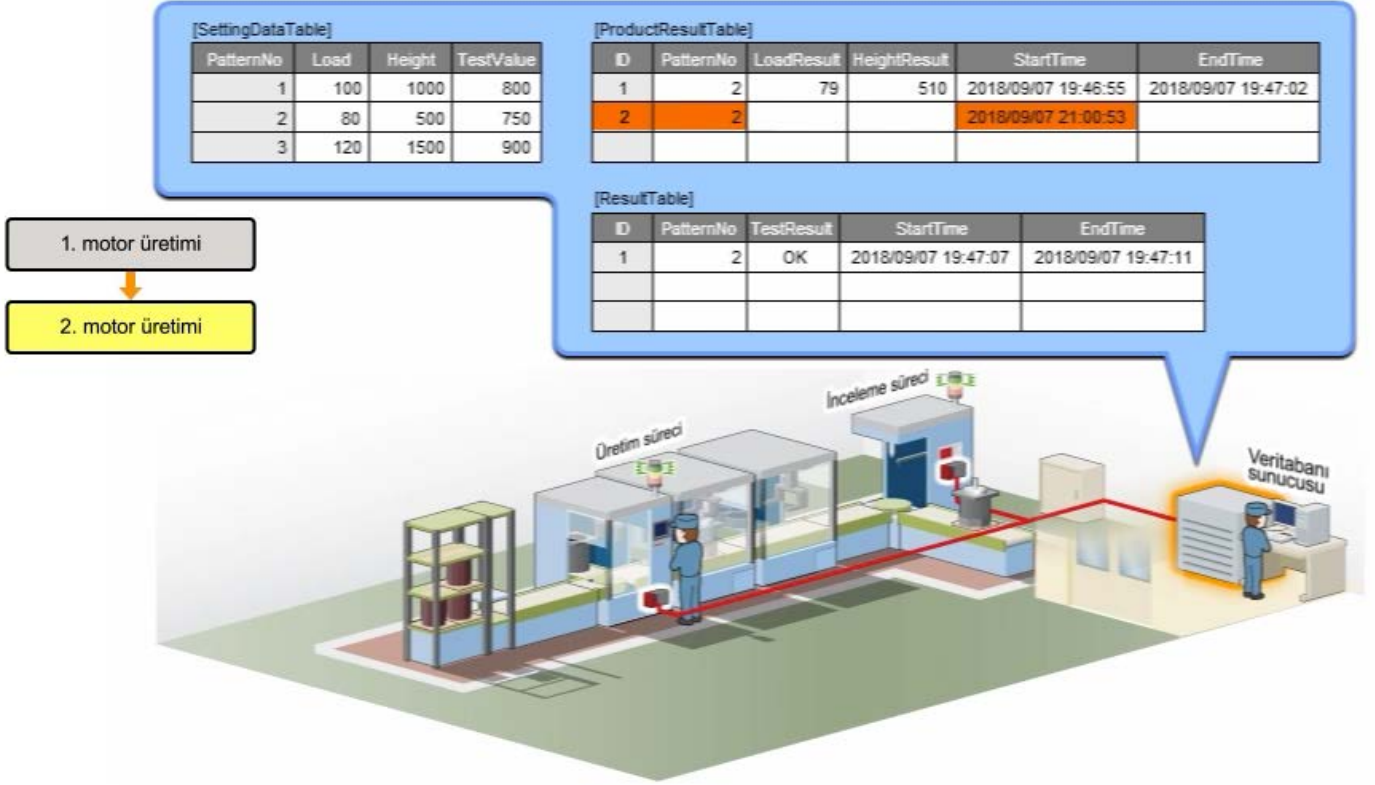 [SettingDataTable]
PatternNo Load Height TestValue
1 100 1000 800
2 80 500 750
3 120 1500 900
[ProductResultTable]
ID PatternNo LoadResult HeightResult StartTime EndTime
1 2 79 510 2018/09/07 19:46:55 2018/09/07 19:47:02
2 2 2018/09/07 21:00:53
[ResultTable]
ID PatternNo TestResult StartTime EndTime
1 2 OK 2018/09/07 19:47:07 2018/09/07 19:47:11
1. motor üretimi
2. motor üretimi
Üretim süreci
İnceleme süreci
Veritabanı
sunucusu